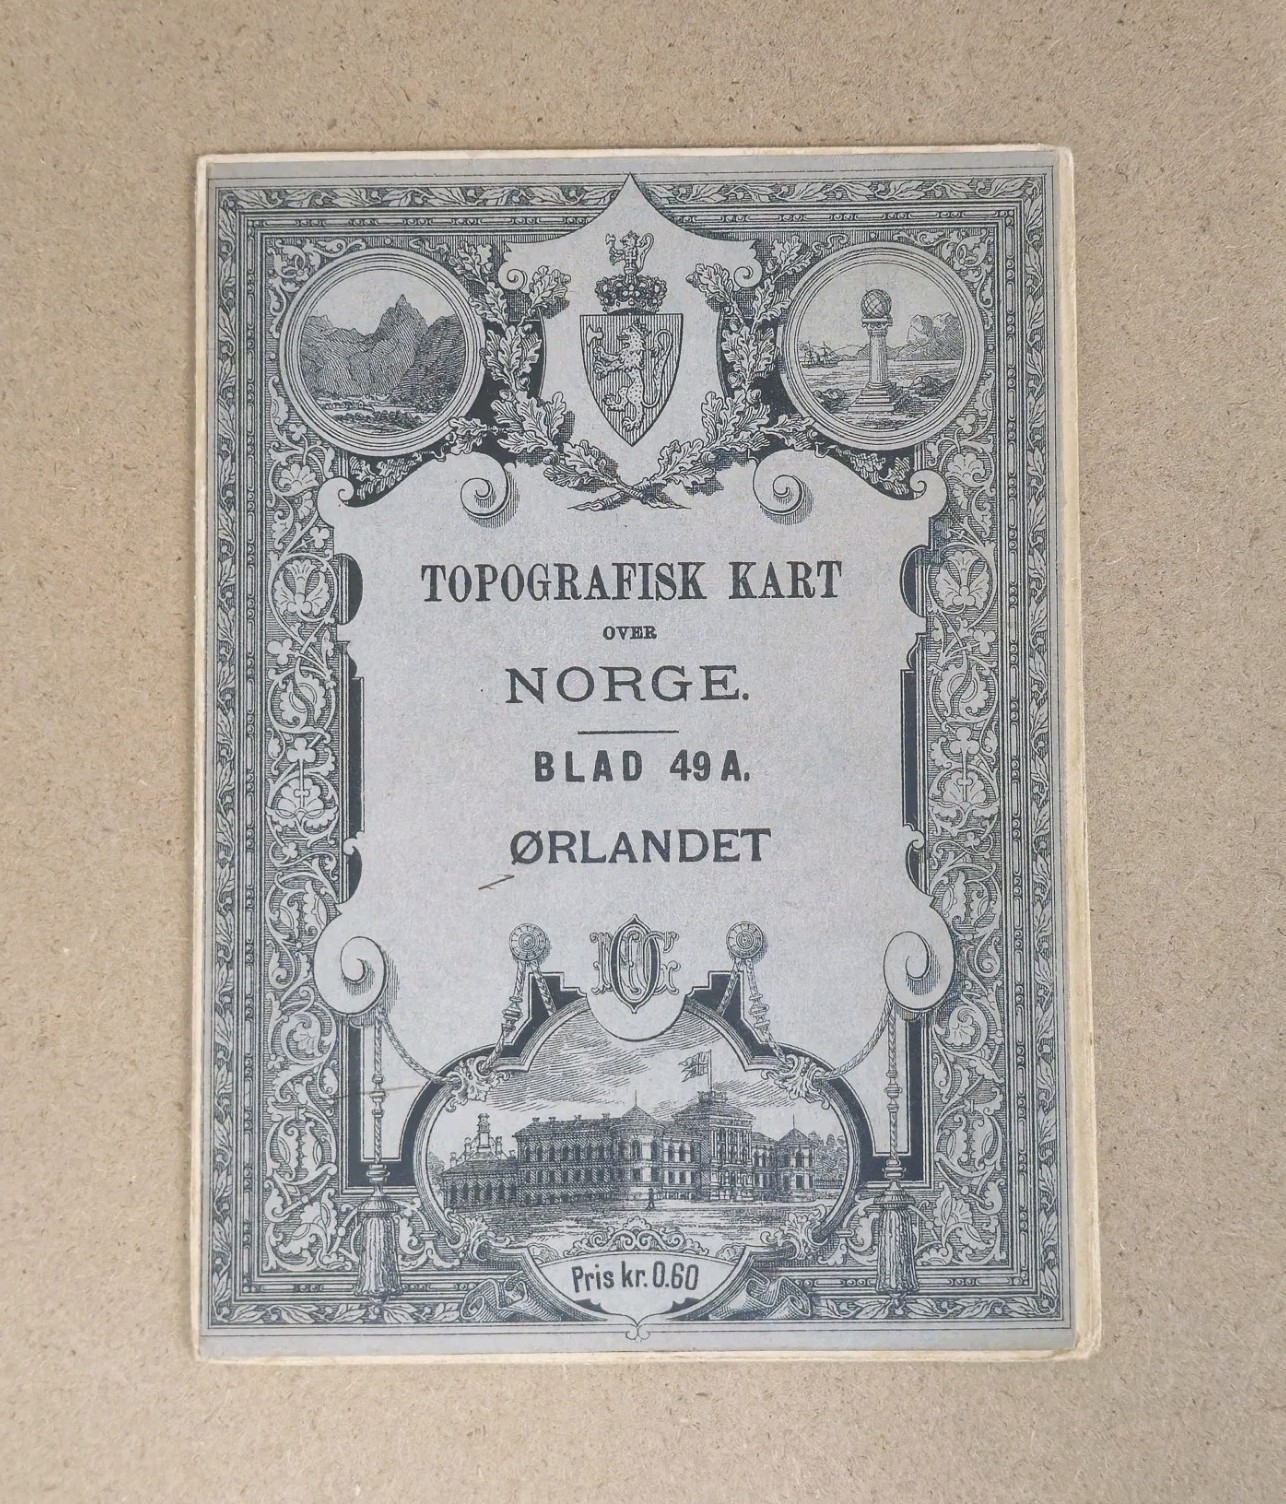 TOPOGRAFISK KART
OVER
NORGE.
BLAD 49 A.
ØRLANDET
Pris kr. 0.60